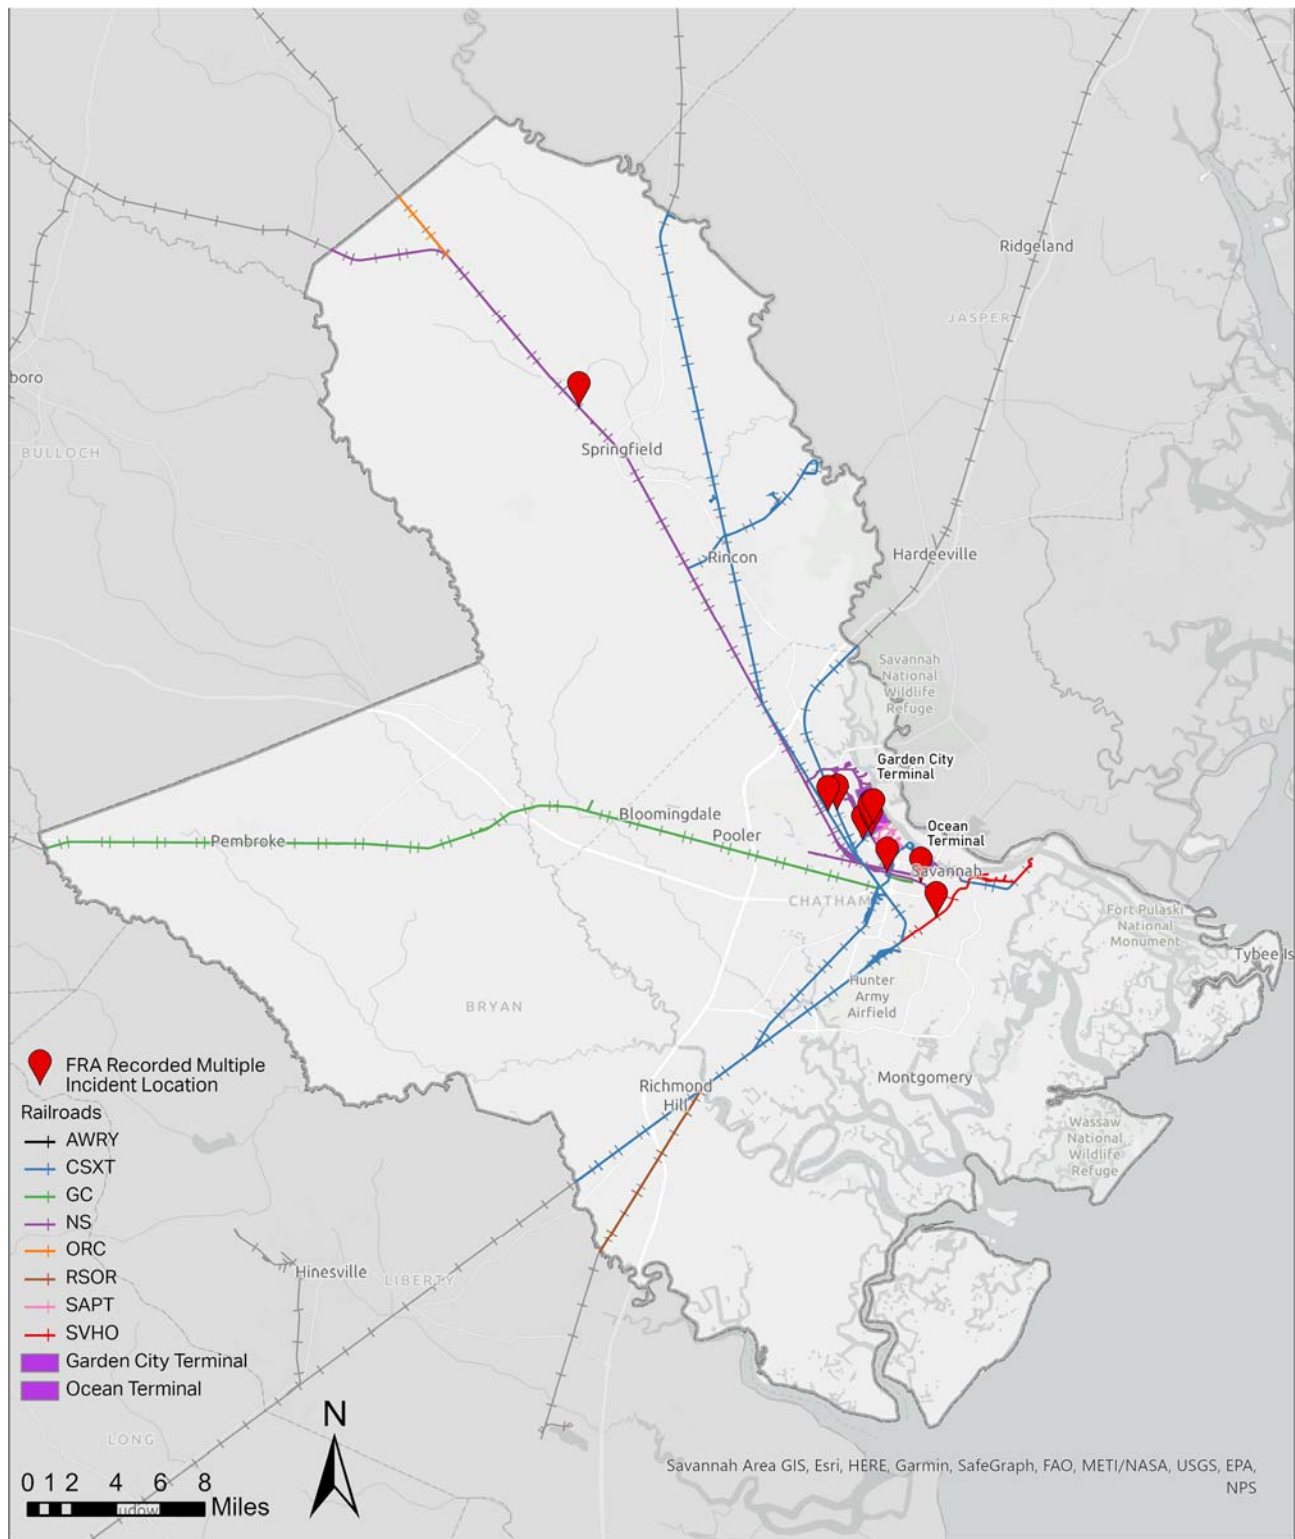 Ridgeland
JASPER
boro
BULLOCH
Springfield
Hardeeville
Rincon
Savannah
National
Wildlife
Refuge
Garden City
Terminal
Bloomingdale
Pooler
Pembroke
Ocean
Terminal
Savannah
CHATHAM
Fort Pulaski
National
Monument
Tybee Is
Hunter
Army
Airfield
BRYAN
Richmond
Hill
Montgomery
Wassaw
National
Wildlife
Refuge
FRA Recorded Multiple
Incident Location
Railroads
AWRY
CSXT
GC
NS
ORC
RSOR
SAPT
SVHO
Garden City Terminal
Ocean Terminal
Hinesville
LIBERTY
LONG
N
0 1 2 4 6 8
udow
Miles
Savannah Area GIS, Esri, HERE, Garmin, SafeGraph, FAO, METI/NASA, USGS, EPA,
NPS